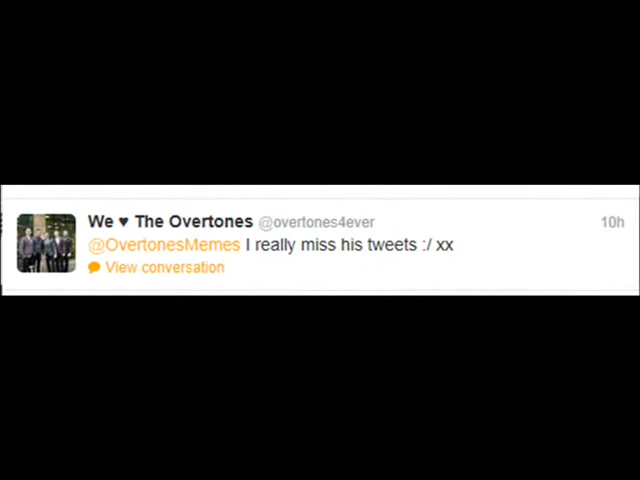 We ♥ The Overtones @overtones4ever 10h
@OvertonesMemes I really miss his tweets :/ xx
View conversation